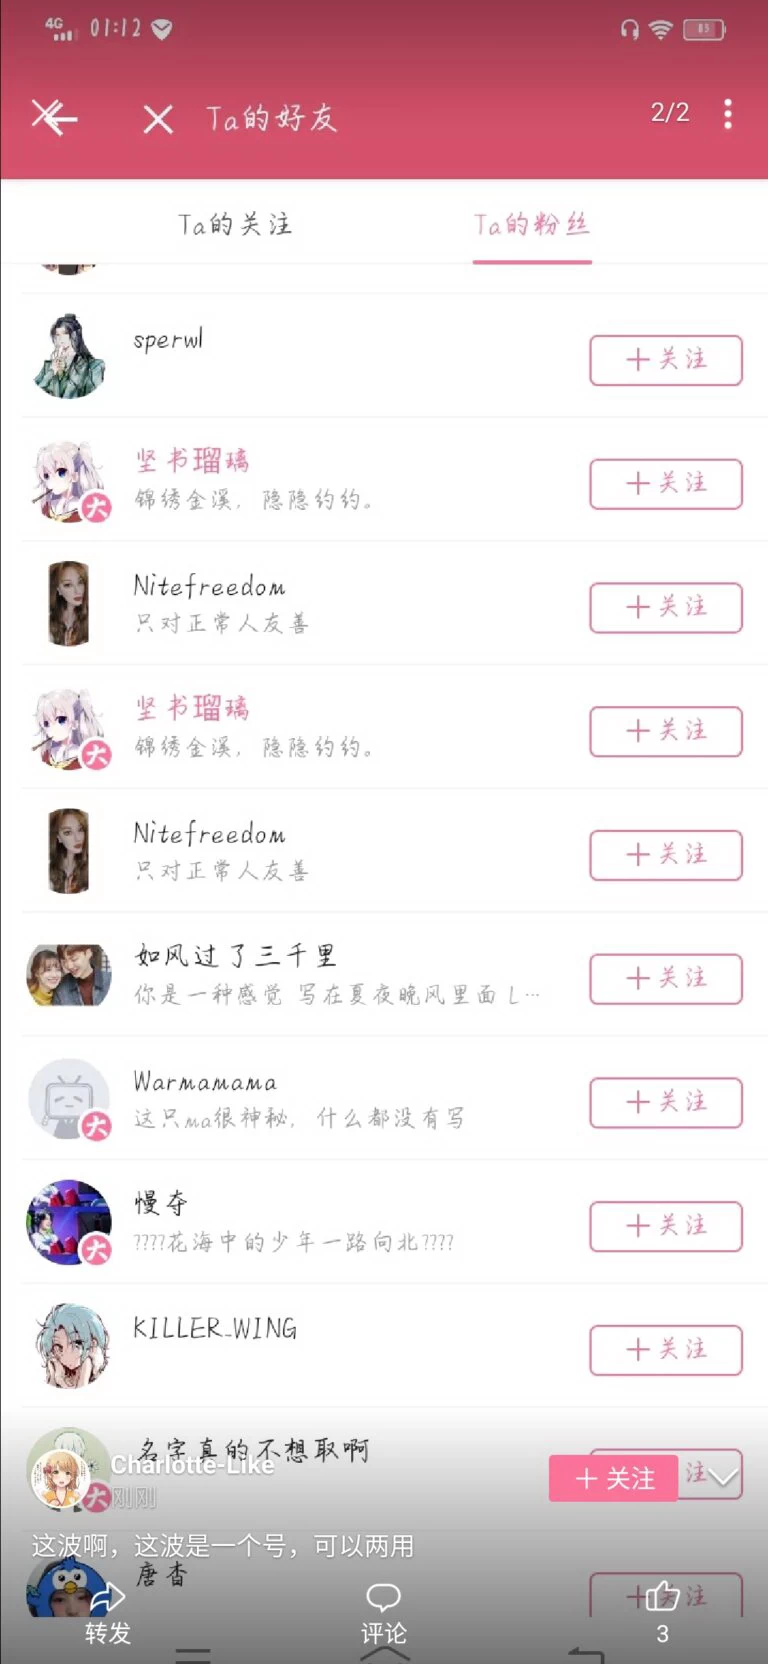 4G 01:12 83
Ta的好友 2/2
Ta的关注 Ta的粉丝
sperwl
关注
坚书瑠璃
锦绣金溪，隐隐约约。
大
关注
Nitefreedom
只对正常人友善
关注
坚书瑠璃
锦绣金溪，隐隐约约。
大
关注
Nitefreedom
只对正常人友善
关注
如风过了三千里
你是一种感觉 写在夏夜晚风里面 L…
关注
Warmamama
这只ma很神秘，什么都没有写
大
关注
慢夺
????花海中的少年一路向北????
大
关注
KILLER_WING
关注
名字真的不想取啊
Charlotte-Like
大
刚刚
关注
注
这波啊，这波是一个号，可以两用
唐杳
关注
转发 评论 3